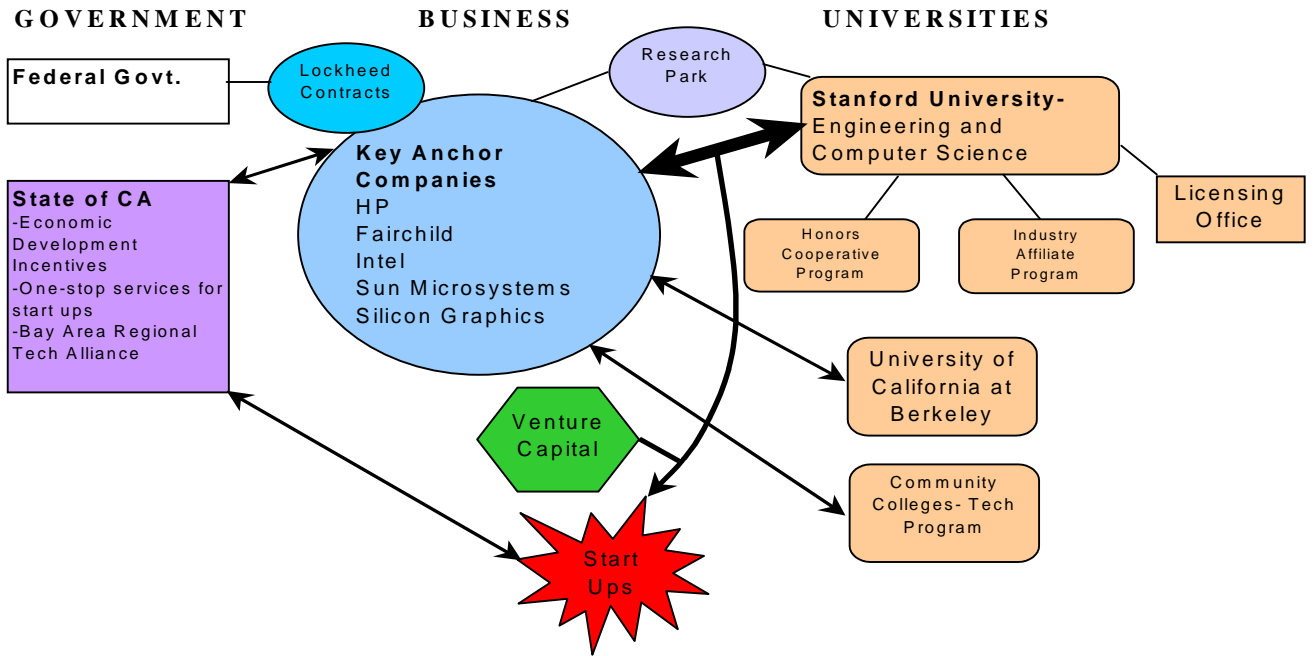 GOVERNMENT
BUSINESS
UNIVERSITIES
Federal Govt.
Lockheed
Contracts
Research
Park
Stanford University-
Engineering and
Computer Science
Key Anchor
Companies
HP
Fairchild
Intel
Sun Microsystems
Silicon Graphics
State of CA
-Economic
Development
Incentives
-One-stop services for
start ups
-Bay Area Regional
Tech Alliance
Licensing
Office
Honors
Cooperative
Program
Industry
Affiliate
Program
University of
California at
Berkeley
Venture
Capital
Community
Colleges- Tech
Program
Start
Ups